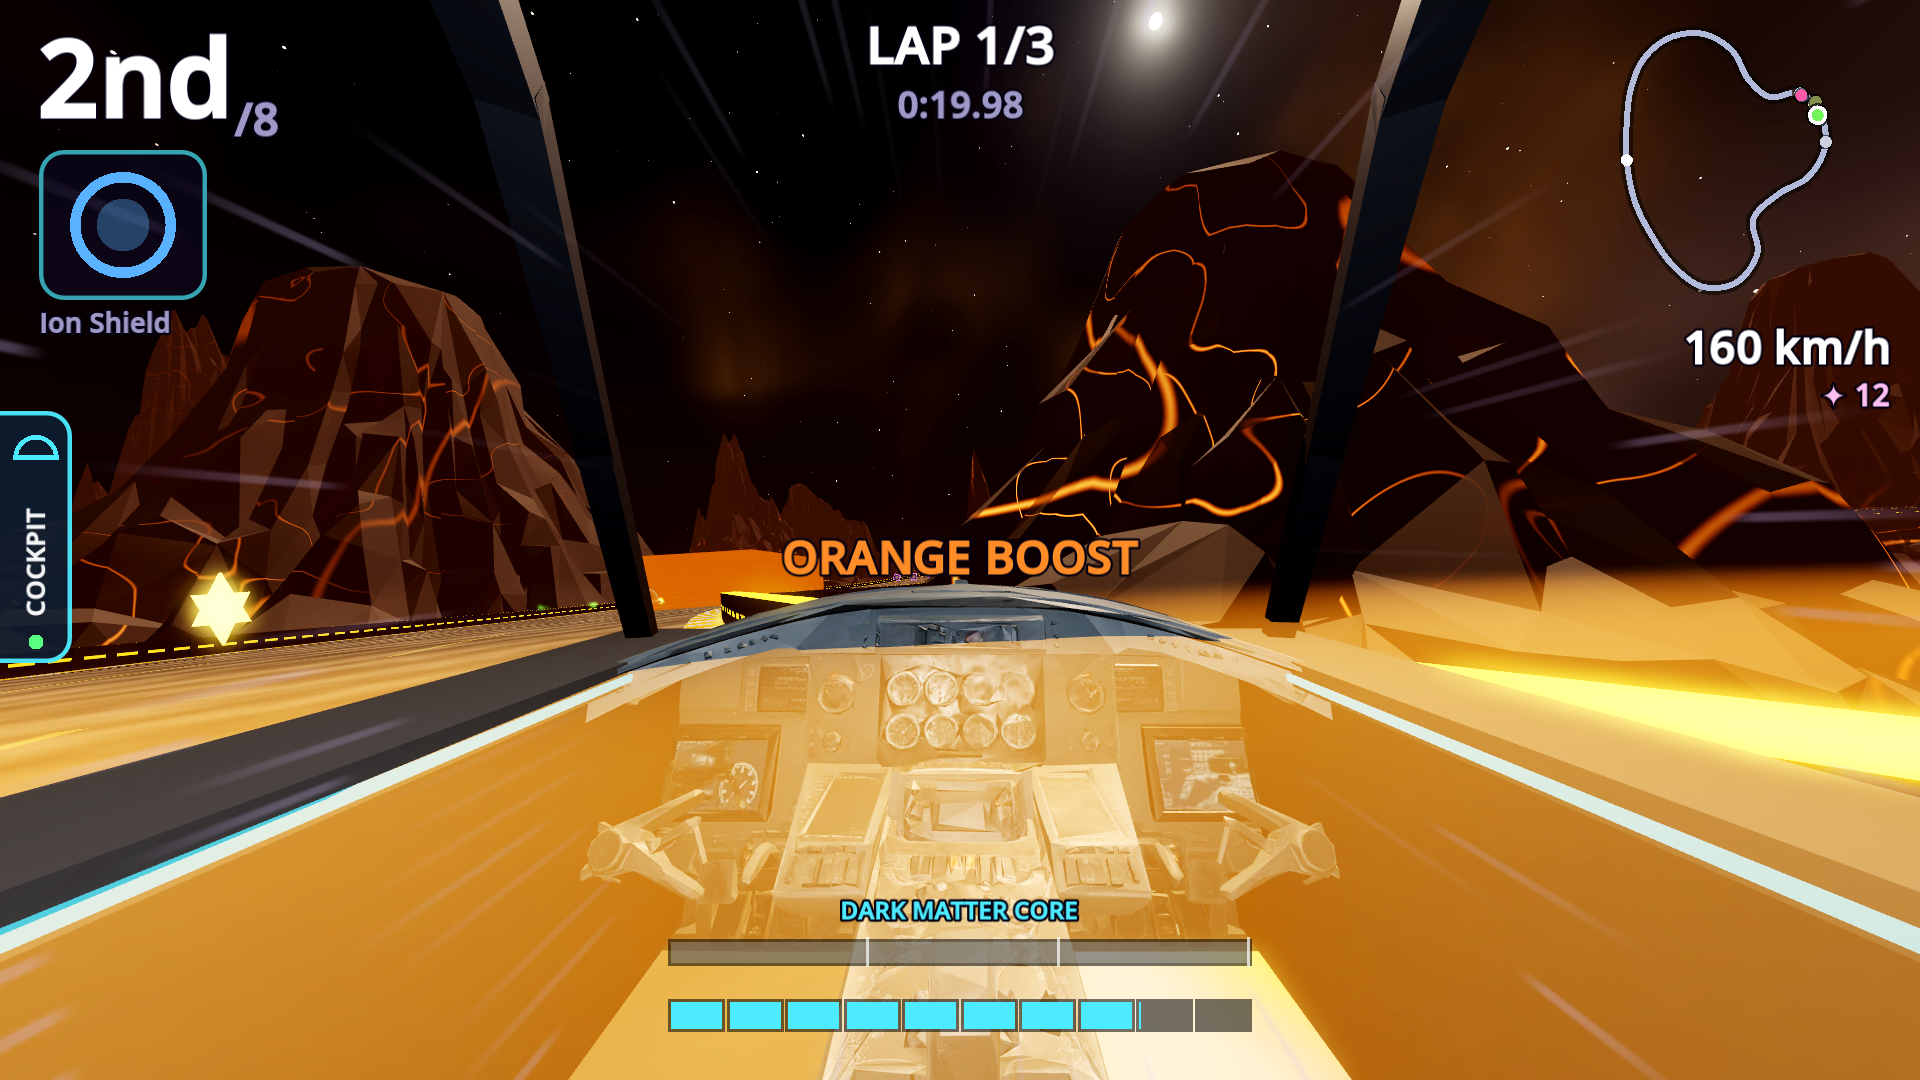 2nd/8
LAP 1/3
0:19.98
Ion Shield
160 km/h
12
COCKPIT
ORANGE BOOST
DARK MATTER CORE